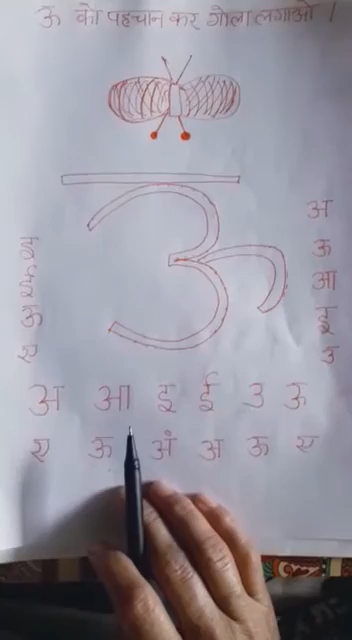 ऊ को पहचान कर गोला लगाओ ।
ऊ
अ
ऊ
आ
इ
उ
अ आ इ ई उ ऊ
ए ऊ अं अ ऊ ए